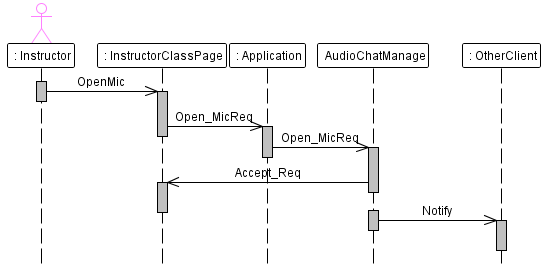 : Instructor
: InstructorClassPage
: Application
AudioChatManage
: OtherClient
OpenMic
Open_MicReq
Open_MicReq
Accept_Req
Notify